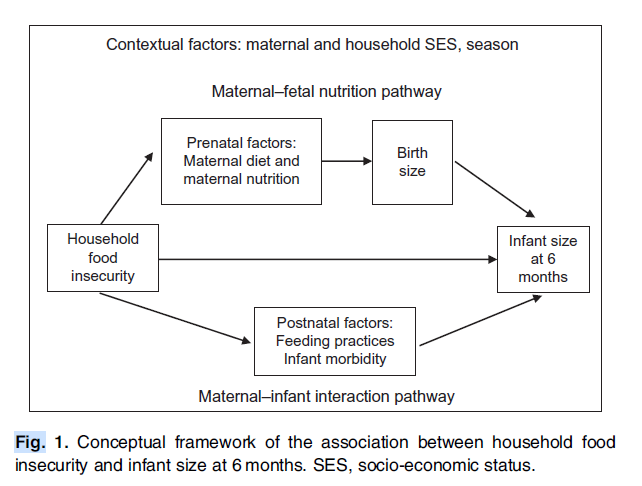 Contextual factors: maternal and household SES, season
Maternal–fetal nutrition pathway
Prenatal factors:
Maternal diet and
maternal nutrition
Birth
size
Household
food
insecurity
Infant size
at 6
months
Postnatal factors:
Feeding practices
Infant morbidity
Maternal–infant interaction pathway
Fig. 1. Conceptual framework of the association between household food
insecurity and infant size at 6 months. SES, socio-economic status.